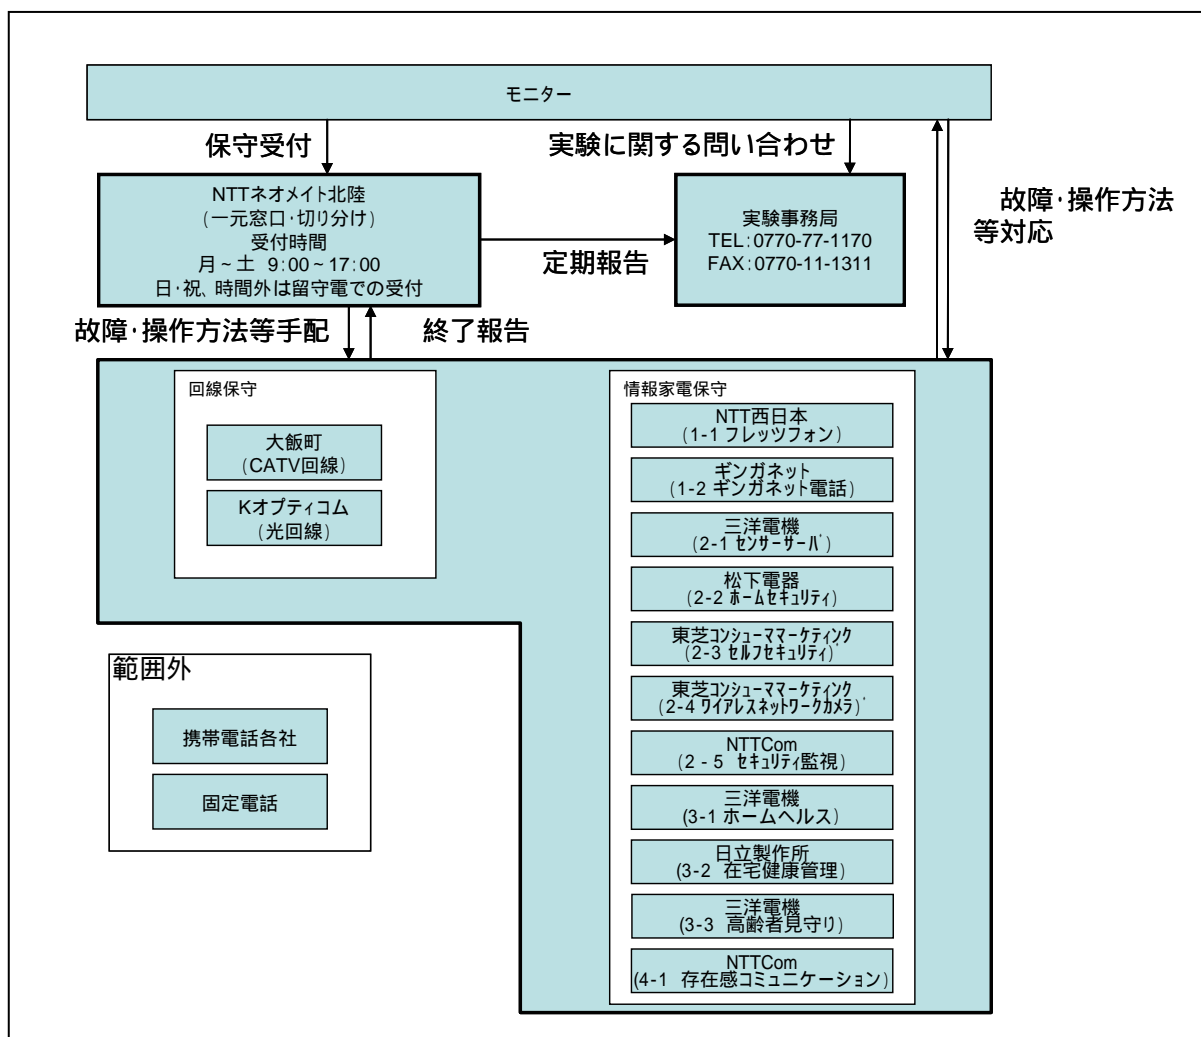 モニター
保守受付
実験に関する問い合わせ
故障･操作方法
等対応
NTTネオメイト北陸
(一元窓口･切り分け)
受付時間
月~土 9:00~17:00
日･祝、時間外は留守電での受付
実験事務局
TEL:0770-77-1170
FAX:0770-11-1311
定期報告
故障･操作方法等手配
終了報告
回線保守
大飯町
(CATV回線)
Kオプティコム
(光回線)
情報家電保守
NTT西日本
(1-1 フレッツフォン)
ギンガネット
(1-2 ギンガネット電話)
三洋電機
(2-1 ｾﾝｻｰｻｰﾊﾞ)
松下電器
(2-2 ﾎｰﾑｾｷｭﾘﾃｨ)
東芝ｺﾝｼｭｰﾏﾏｰｹﾃｨﾝｸﾞ
(2-3 ｾﾙﾌｾｷｭﾘﾃｨ)
東芝ｺﾝｼｭｰﾏﾏｰｹﾃｨﾝｸﾞ
(2-4 ﾜｲｱﾚｽﾈｯﾄﾜｰｸｶﾒﾗ)
NTTCom
(2-5 ｾｷｭﾘﾃｨ監視)
三洋電機
(3-1 ホームヘルス)
日立製作所
(3-2 在宅健康管理)
三洋電機
(3-3 高齢者見守り)
NTTCom
(4-1 存在感コミュニケーション)
範囲外
携帯電話各社
固定電話